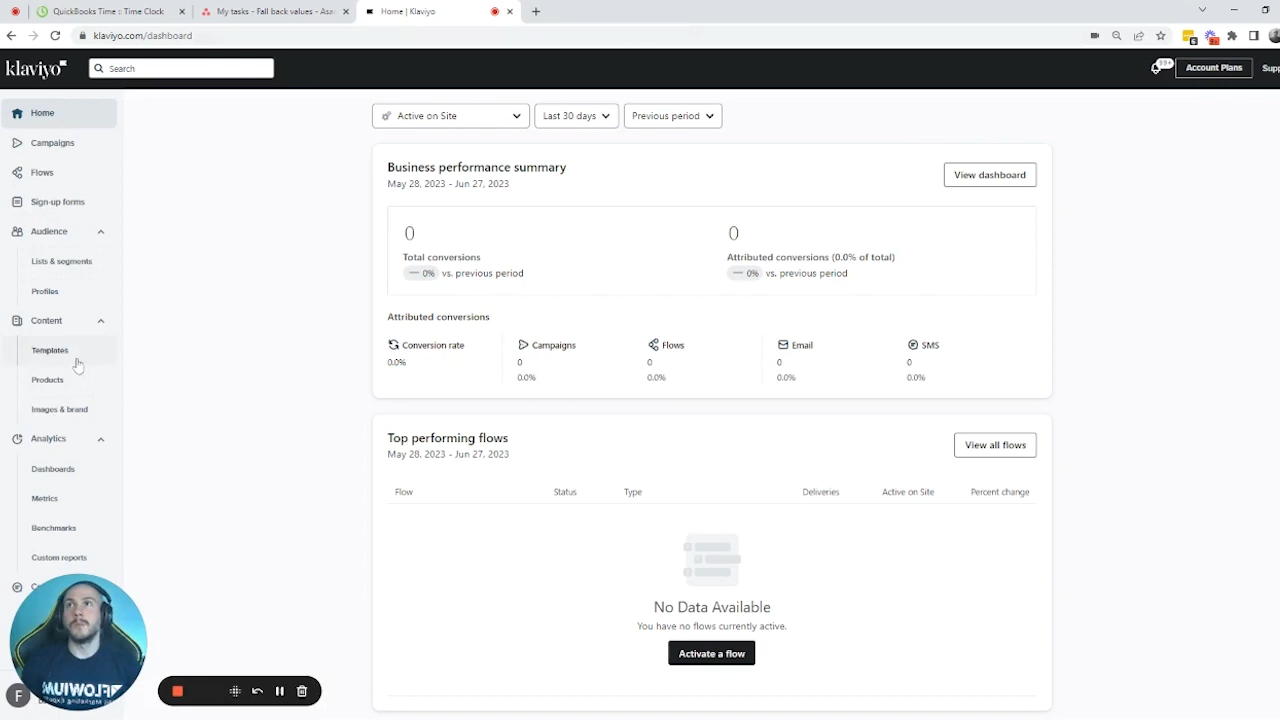 QuickBooks Time :: Time Clock
My tasks - Fall back values - Asa
Home | Klaviyo
klaviyo.com/dashboard
klaviyo
Search
99+
Account Plans
Supp
Home
Campaigns
Flows
Sign-up forms
Audience
Lists & segments
Profiles
Content
Templates
Products
Images & brand
Analytics
Dashboards
Metrics
Benchmarks
Custom reports
F
Active on Site
Last 30 days
Previous period
Business performance summary
May 28, 2023 - Jun 27, 2023
View dashboard
0
Total conversions
0% vs. previous period
0
Attributed conversions (0.0% of total)
0% vs. previous period
Attributed conversions
Conversion rate
0.0%
Campaigns
0
0.0%
Flows
0
0.0%
Email
0
0.0%
SMS
0
0.0%
Top performing flows
May 28, 2023 - Jun 27, 2023
View all flows
Flow Status Type Deliveries Active on Site Percent change
No Data Available
You have no flows currently active.
Activate a flow